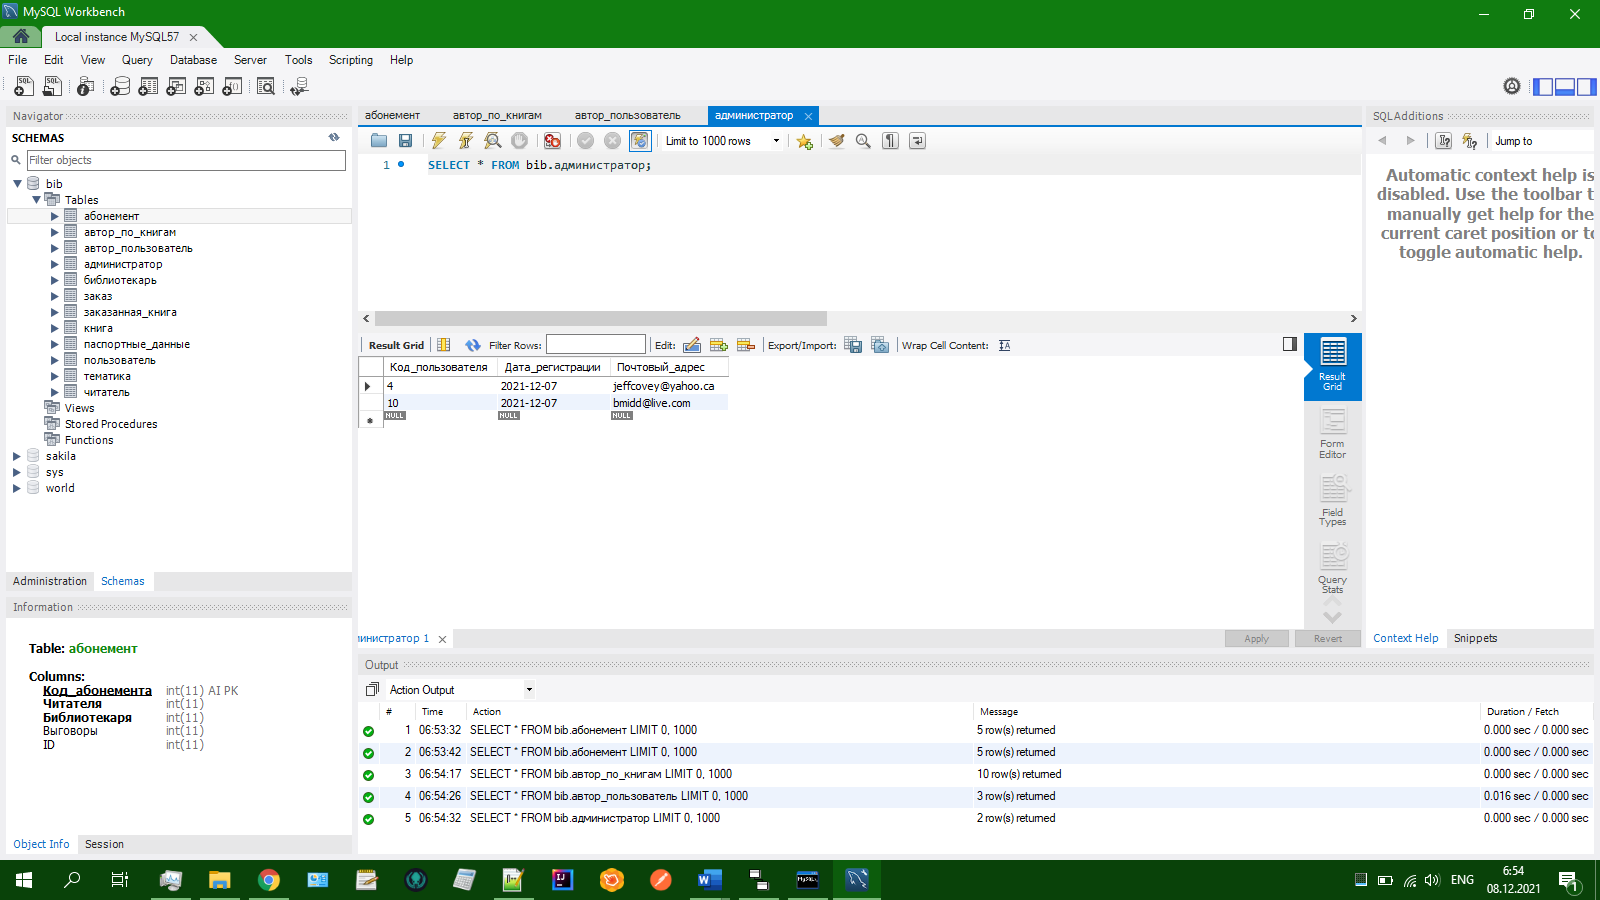 MySQL Workbench
Local instance MySQL57
File Edit View Query Database Server Tools Scripting Help
Navigator
SCHEMAS
Filter objects
bib
Tables
абонемент
автор_по_книгам
автор_пользователь
администратор
библиотекарь
заказ
заказанная_книга
книга
паспортные_данные
пользователь
тематика
читатель
Views
Stored Procedures
Functions
sakila
sys
world
Administration Schemas
Information
Table: абонемент
Columns:
Код_абонемента int(11) AI PK
Читателя int(11)
Библиотекаря int(11)
Выговоры int(11)
ID int(11)
Object Info Session
абонемент автор_по_книгам автор_пользователь администратор
Limit to 1000 rows
1 SELECT * FROM bib.администратор;
Result Grid Filter Rows: Edit: Export/Import: Wrap Cell Content:
Код_пользователя Дата_регистрации Почтовый_адрес
4 2021-12-07 jeffcovey@yahoo.ca
10 2021-12-07 bmidd@live.com
NULL NULL NULL
Result Grid
Form Editor
Field Types
Query Stats
министратор 1
Apply Revert
SQLAdditions
Jump to
Automatic context help is
disabled. Use the toolbar t
manually get help for the
current caret position or to
toggle automatic help.
Context Help Snippets
Output
Action Output
# Time Action Message Duration / Fetch
1 06:53:32 SELECT * FROM bib.абонемент LIMIT 0, 1000 5 row(s) returned 0.000 sec / 0.000 sec
2 06:53:42 SELECT * FROM bib.абонемент LIMIT 0, 1000 5 row(s) returned 0.000 sec / 0.000 sec
3 06:54:17 SELECT * FROM bib.автор_по_книгам LIMIT 0, 1000 10 row(s) returned 0.000 sec / 0.000 sec
4 06:54:26 SELECT * FROM bib.автор_пользователь LIMIT 0, 1000 3 row(s) returned 0.016 sec / 0.000 sec
5 06:54:32 SELECT * FROM bib.администратор LIMIT 0, 1000 2 row(s) returned 0.000 sec / 0.000 sec
ENG
6:54
08.12.2021
1